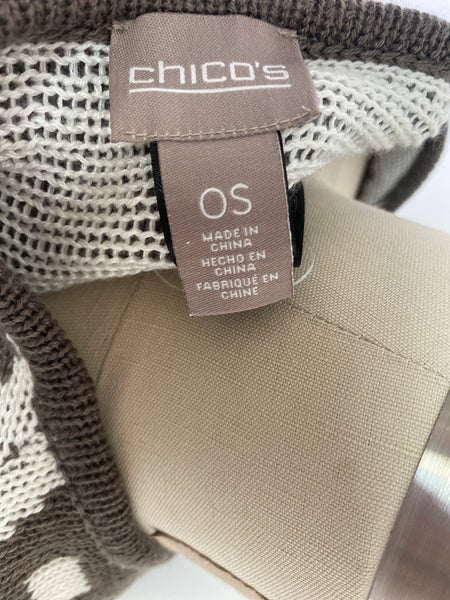 chico's
OS
MADE IN
CHINA
HECHO EN
CHINA
FABRIQUÉ EN
CHINE